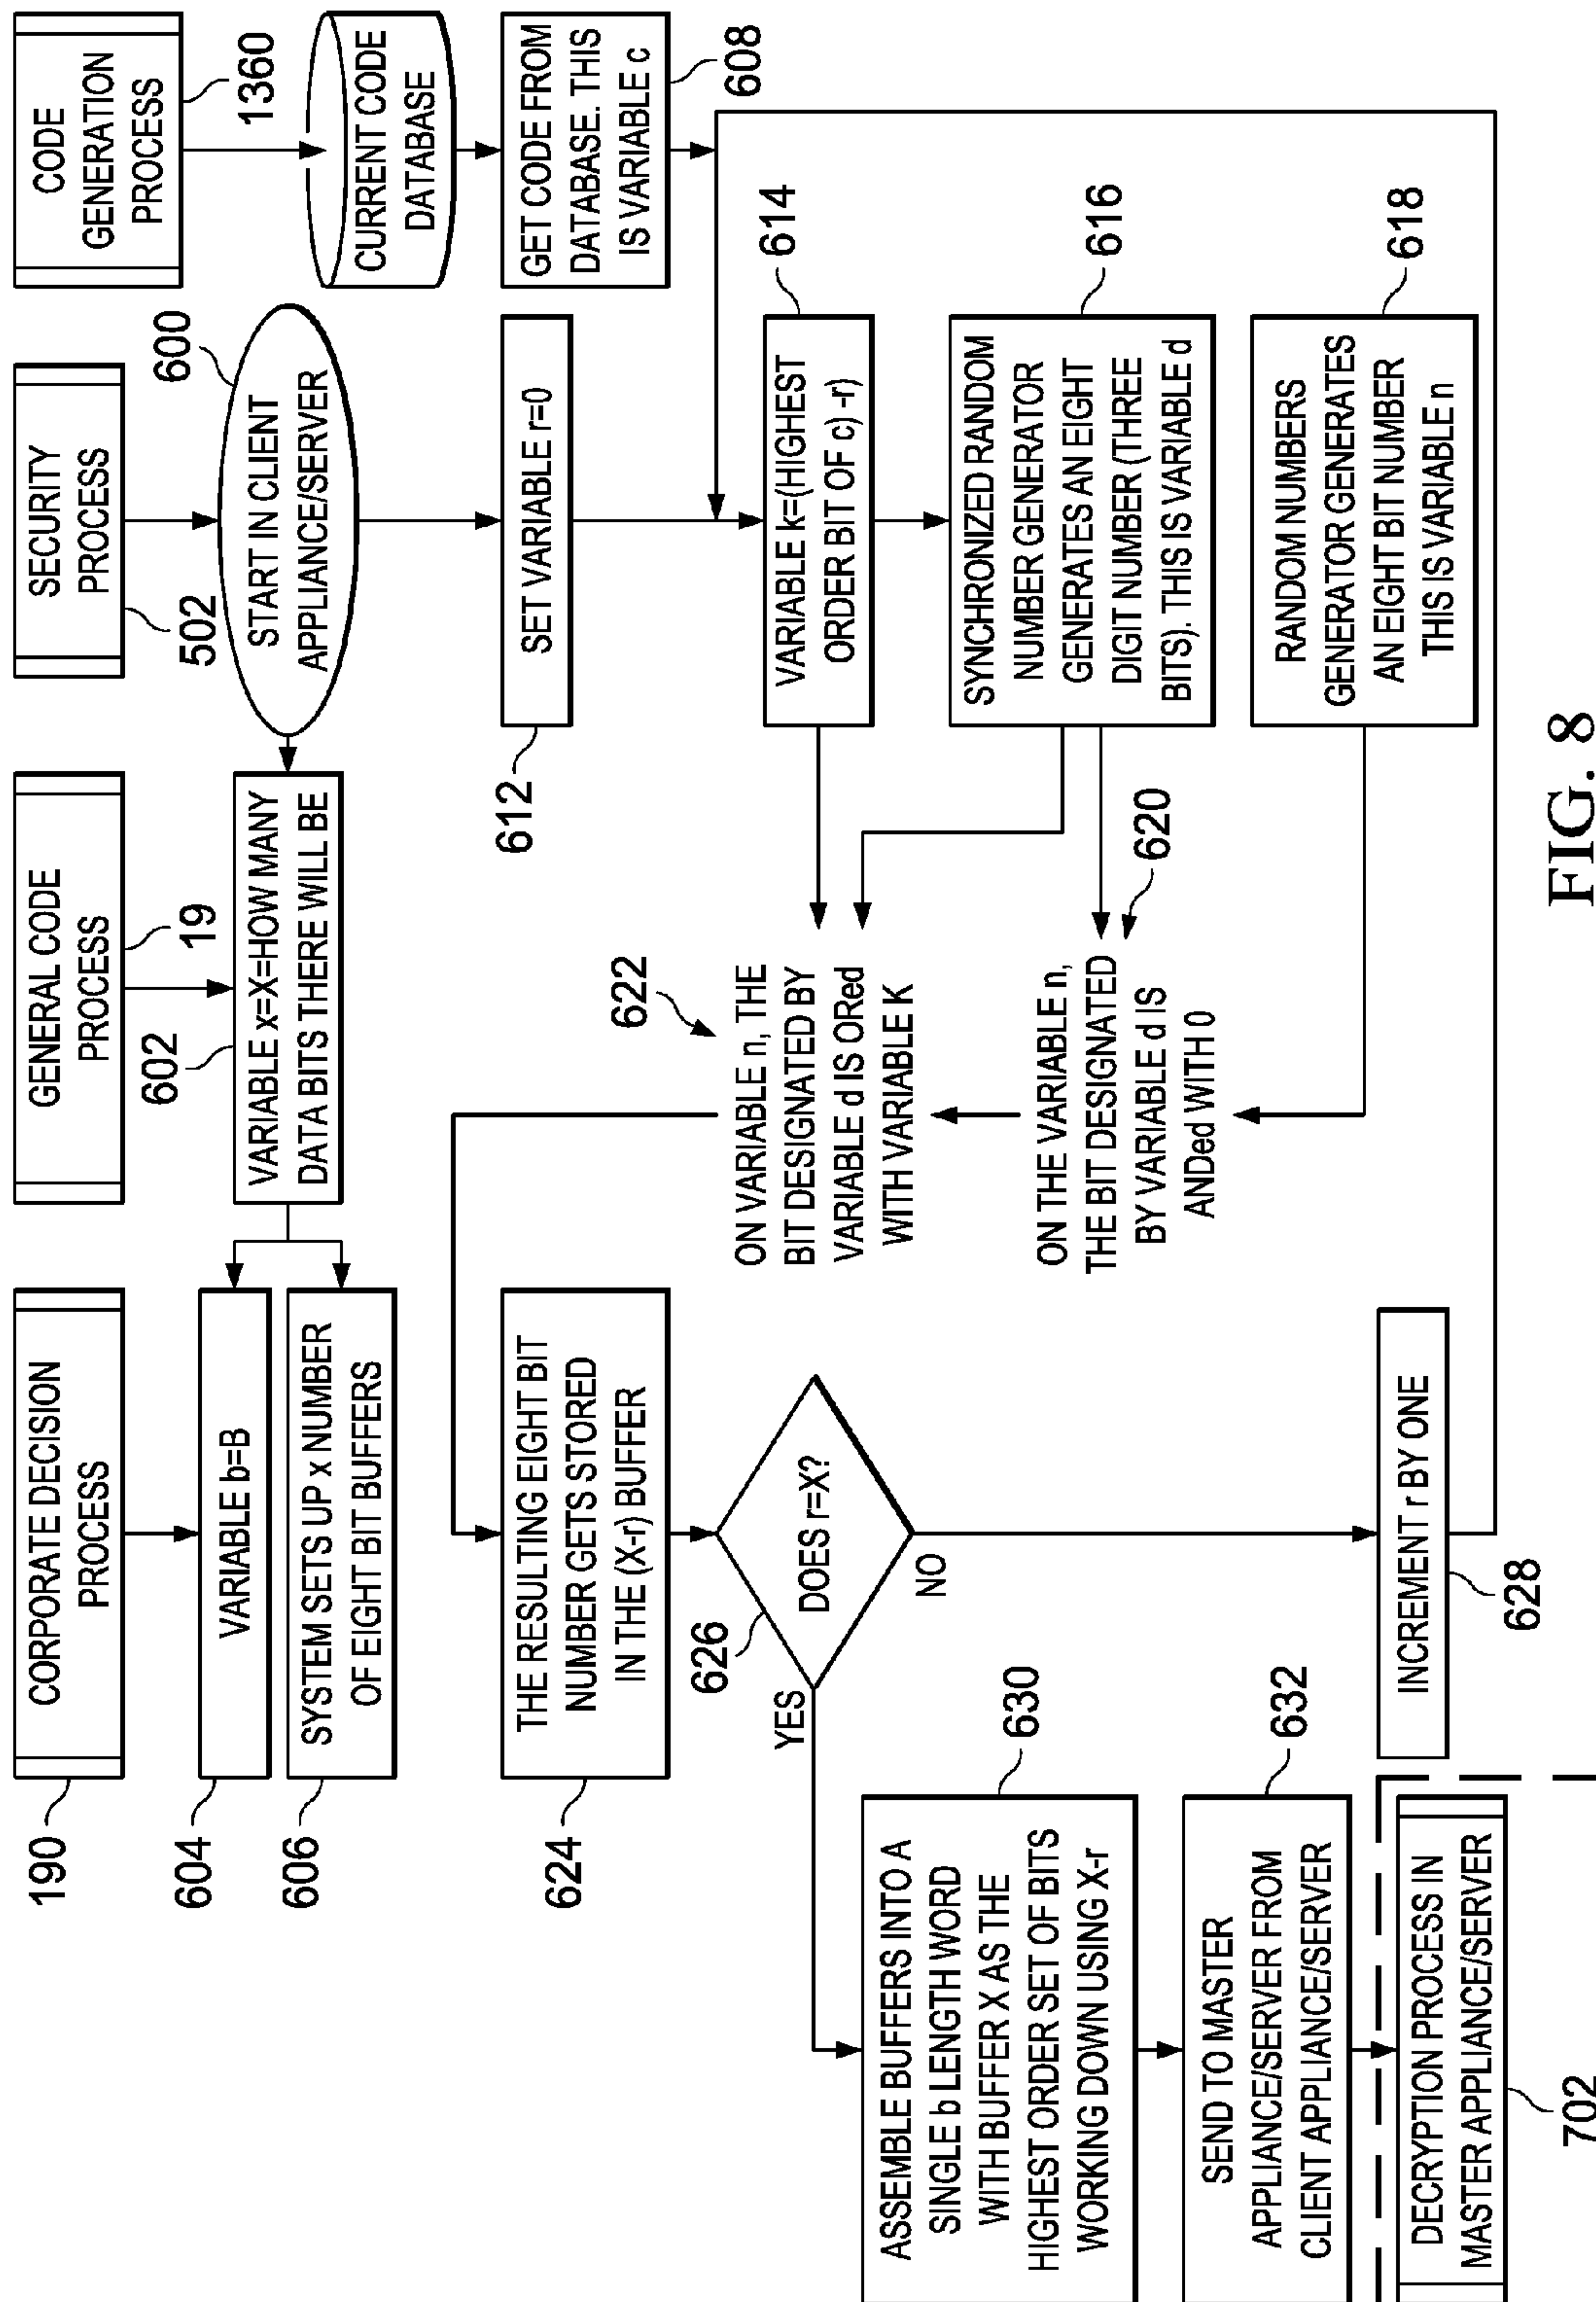 CORPORATE DECISION
PROCESS
190
VARIABLE b=B
604
SYSTEM SETS UP x NUMBER
OF EIGHT BIT BUFFERS
606
GENERAL CODE
PROCESS
19
602
VARIABLE x=X=HOW MANY
DATA BITS THERE WILL BE
SECURITY
PROCESS
502
600
START IN CLIENT
APPLIANCE/SERVER
CODE
GENERATION
PROCESS
1360
CURRENT CODE
DATABASE
GET CODE FROM
DATABASE. THIS
IS VARIABLE c
608
SET VARIABLE r=0
612
VARIABLE k=(HIGHEST
ORDER BIT OF c) -r)
614
SYNCHRONIZED RANDOM
NUMBER GENERATOR
GENERATES AN EIGHT
DIGIT NUMBER (THREE
BITS). THIS IS VARIABLE d
616
RANDOM NUMBERS
GENERATOR GENERATES
AN EIGHT BIT NUMBER
THIS IS VARIABLE n
618
620
ON THE VARIABLE n,
THE BIT DESIGNATED
BY VARIABLE d IS
ANDed WITH 0
622
ON VARIABLE n, THE
BIT DESIGNATED BY
VARIABLE d IS ORed
WITH VARIABLE K
THE RESULTING EIGHT BIT
NUMBER GETS STORED
IN THE (X-r) BUFFER
624
626
DOES r=X?
YES
NO
INCREMENT r BY ONE
628
ASSEMBLE BUFFERS INTO A
SINGLE b LENGTH WORD
WITH BUFFER X AS THE
HIGHEST ORDER SET OF BITS
WORKING DOWN USING X-r
630
SEND TO MASTER
APPLIANCE/SERVER FROM
CLIENT APPLIANCE/SERVER
632
DECRYPTION PROCESS IN
MASTER APPLIANCE/SERVER
702
FIG. 8